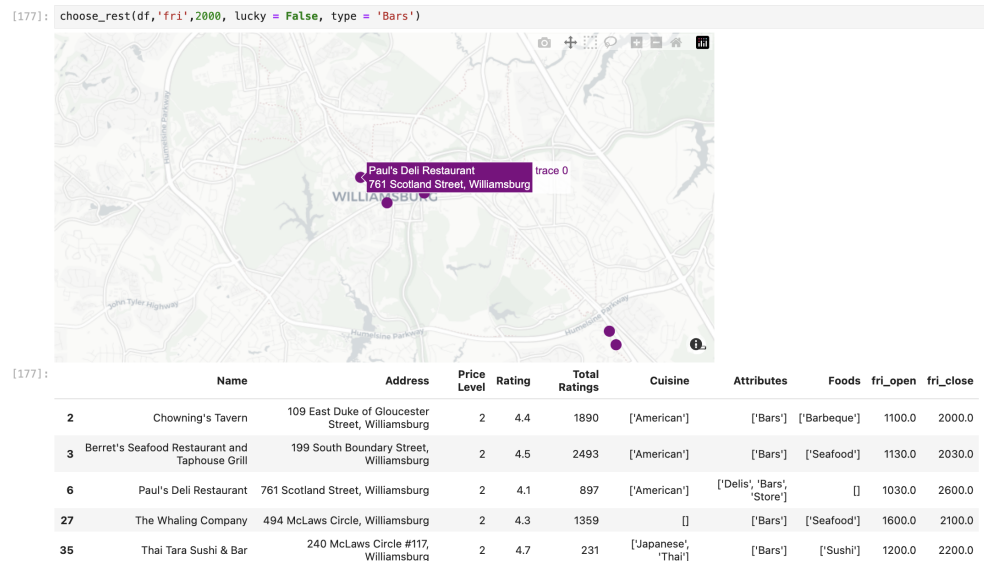 [177]: choose_rest(df,'fri',2000, lucky = False, type = 'Bars')
Humelsine Parkway
Paul's Deli Restaurant trace 0
761 Scotland Street, Williamsburg
WILLIAMSBURG
John Tyler Highway
Humelsine Parkway
Humelsine Parkway
[177]:
Name Address Price Level Rating Total Ratings Cuisine Attributes Foods fri_open fri_close
2 Chowning's Tavern 109 East Duke of Gloucester Street, Williamsburg 2 4.4 1890 ['American'] ['Bars'] ['Barbeque'] 1100.0 2000.0
3 Berret's Seafood Restaurant and Taphouse Grill 199 South Boundary Street, Williamsburg 2 4.5 2493 ['American'] ['Bars'] ['Seafood'] 1130.0 2030.0
6 Paul's Deli Restaurant 761 Scotland Street, Williamsburg 2 4.1 897 ['American'] ['Delis', 'Bars', 'Store'] [] 1030.0 2600.0
27 The Whaling Company 494 McLaws Circle, Williamsburg 2 4.3 1359 [] ['Bars'] ['Seafood'] 1600.0 2100.0
35 Thai Tara Sushi & Bar 240 McLaws Circle #117, Williamsburg 2 4.7 231 ['Japanese', 'Thai'] ['Bars'] ['Sushi'] 1200.0 2200.0